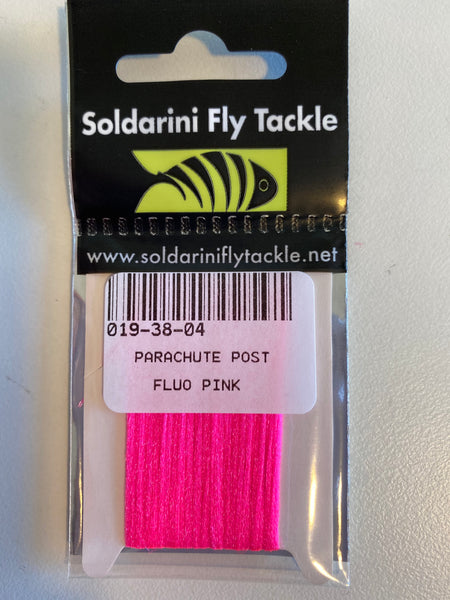 Soldarini Fly Tackle
www.soldariniflytackle.net
019-38-04
PARACHUTE POST
FLUO PINK